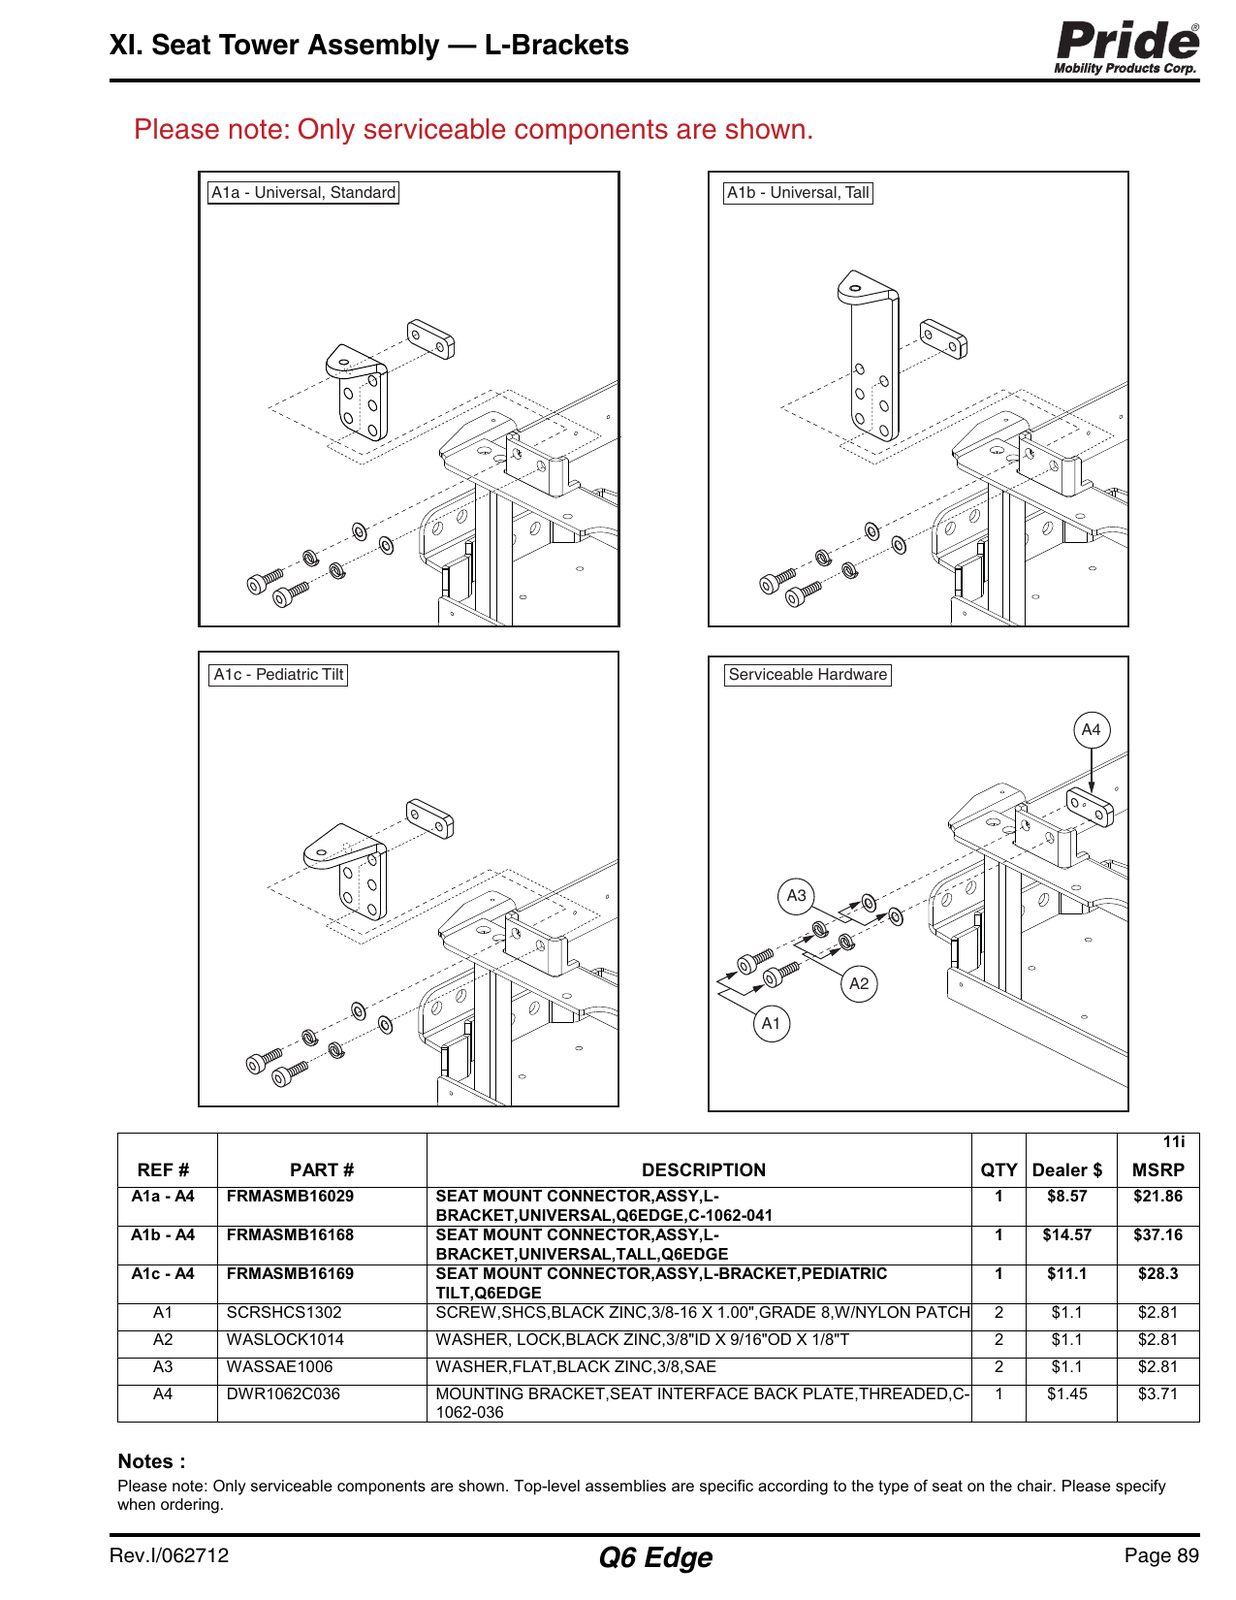 XI. Seat Tower Assembly — L-Brackets
Pride®
Mobility Products Corp.
Please note: Only serviceable components are shown.
A1a - Universal, Standard
A1b - Universal, Tall
A1c - Pediatric Tilt
Serviceable Hardware
A4
A3
A2
A1
11i
REF # PART # DESCRIPTION QTY Dealer $ MSRP
A1a - A4 FRMASMB16029 SEAT MOUNT CONNECTOR,ASSY,L- 1 $8.57 $21.86
BRACKET,UNIVERSAL,Q6EDGE,C-1062-041
A1b - A4 FRMASMB16168 SEAT MOUNT CONNECTOR,ASSY,L- 1 $14.57 $37.16
BRACKET,UNIVERSAL,TALL,Q6EDGE
A1c - A4 FRMASMB16169 SEAT MOUNT CONNECTOR,ASSY,L-BRACKET,PEDIATRIC 1 $11.1 $28.3
TILT,Q6EDGE
A1 SCRSHCS1302 SCREW,SHCS,BLACK ZINC,3/8-16 X 1.00",GRADE 8,W/NYLON PATCH 2 $1.1 $2.81
A2 WASLOCK1014 WASHER, LOCK,BLACK ZINC,3/8"ID X 9/16"OD X 1/8"T 2 $1.1 $2.81
A3 WASSAE1006 WASHER,FLAT,BLACK ZINC,3/8,SAE 2 $1.1 $2.81
A4 DWR1062C036 MOUNTING BRACKET,SEAT INTERFACE BACK PLATE,THREADED,C- 1 $1.45 $3.71
1062-036
Notes :
Please note: Only serviceable components are shown. Top-level assemblies are specific according to the type of seat on the chair. Please specify
when ordering.
Rev.I/062712
Q6 Edge
Page 89